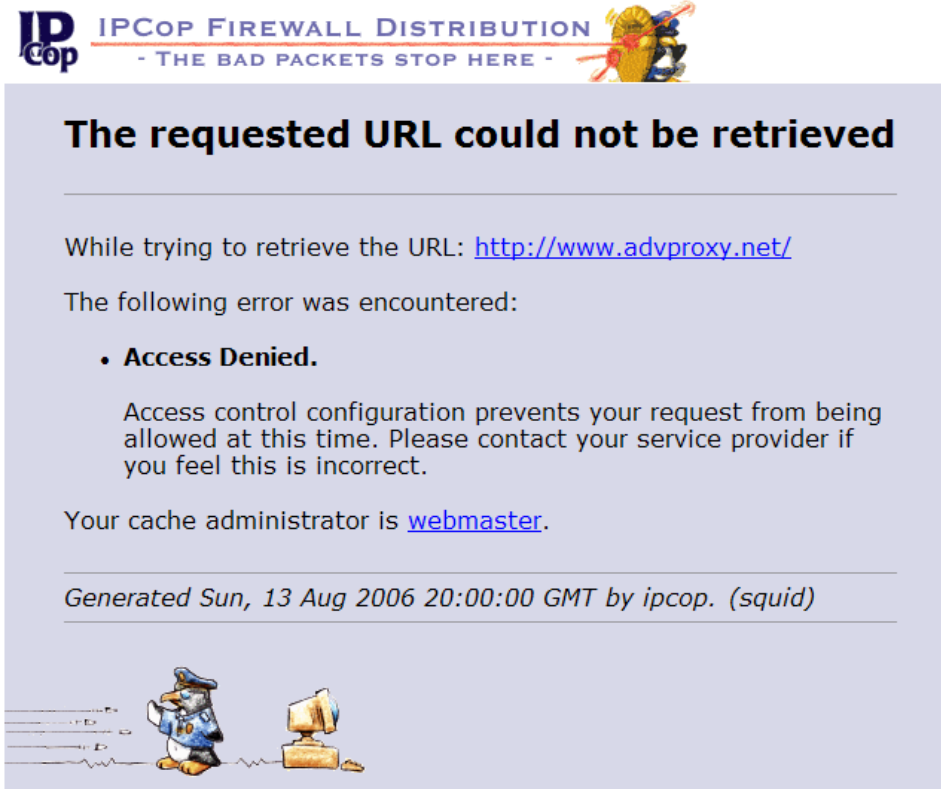 IP
Cop
IPCOP FIREWALL DISTRIBUTION
- THE BAD PACKETS STOP HERE -
The requested URL could not be retrieved
While trying to retrieve the URL: http://www.advproxy.net/
The following error was encountered:
• Access Denied.
Access control configuration prevents your request from being
allowed at this time. Please contact your service provider if
you feel this is incorrect.
Your cache administrator is webmaster.
Generated Sun, 13 Aug 2006 20:00:00 GMT by ipcop. (squid)